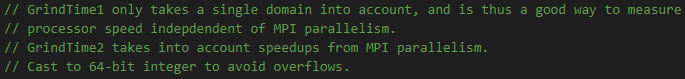 // GrindTime1 only takes a single domain into account, and is thus a good way to measure
// processor speed indepdendent of MPI parallelism.
// GrindTime2 takes into account speedups from MPI parallelism.
// Cast to 64-bit integer to avoid overflows.